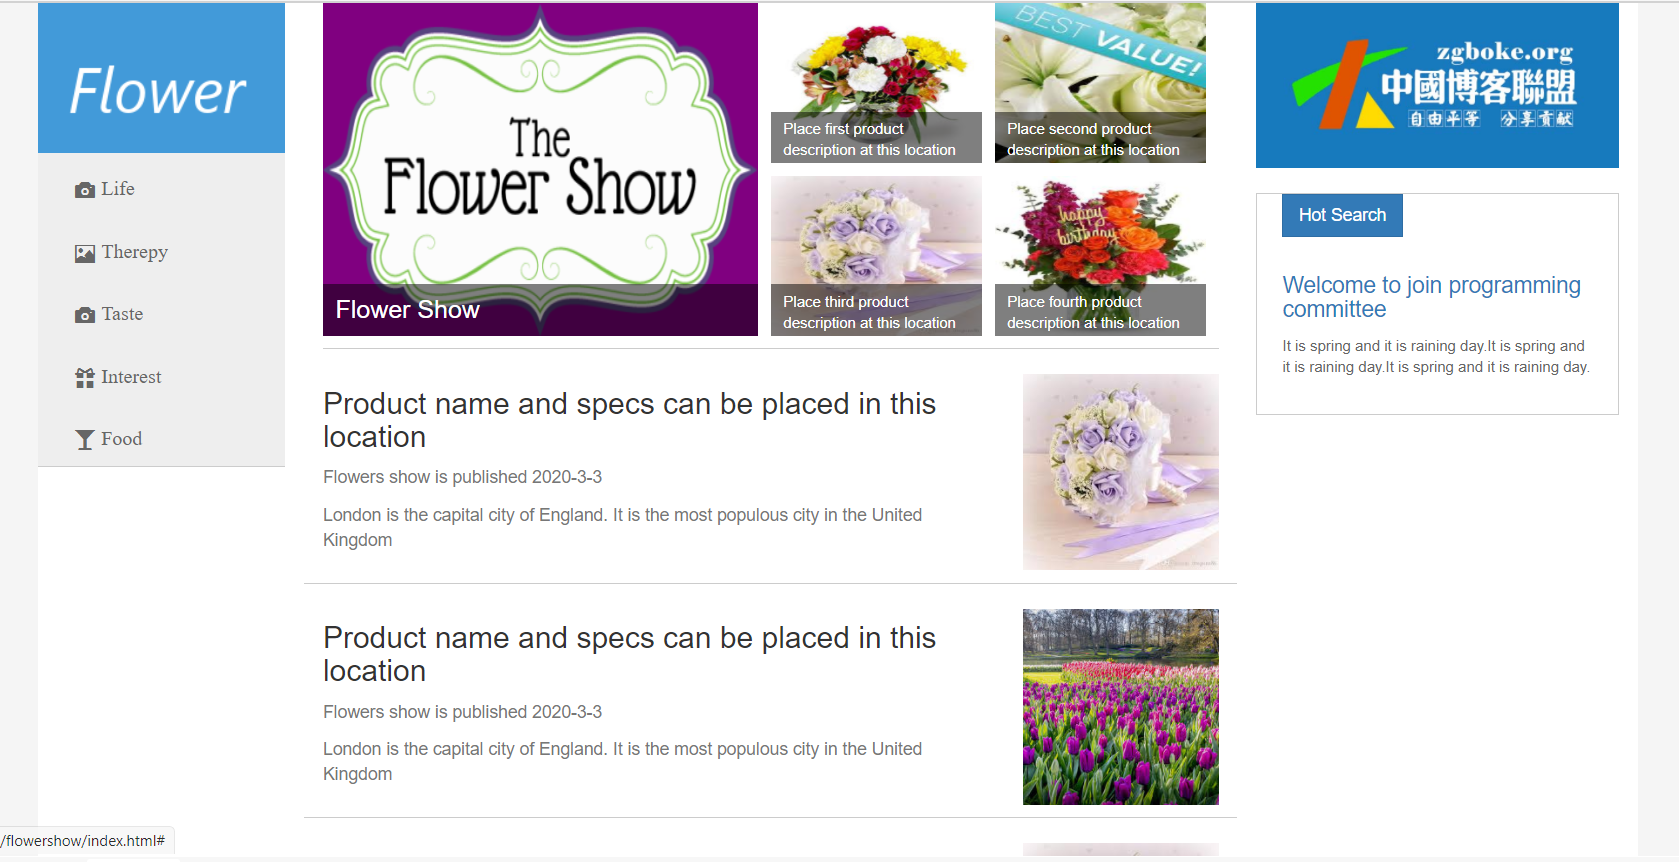 Flower
Life
Therepy
Taste
Interest
Food
The
Flower Show
Flower Show
Place first product
description at this location
BEST VALUE!
Place second product
description at this location
Place third product
description at this location
happy
birthday
Place fourth product
description at this location
Product name and specs can be placed in this
location
Flowers show is published 2020-3-3
London is the capital city of England. It is the most populous city in the United
Kingdom
Product name and specs can be placed in this
location
Flowers show is published 2020-3-3
London is the capital city of England. It is the most populous city in the United
Kingdom
zgboke.org
中國博客聯盟
自由平等 分享貢獻
Hot Search
Welcome to join programming
committee
It is spring and it is raining day.It is spring and
it is raining day.It is spring and it is raining day.
/flowershow/index.html#